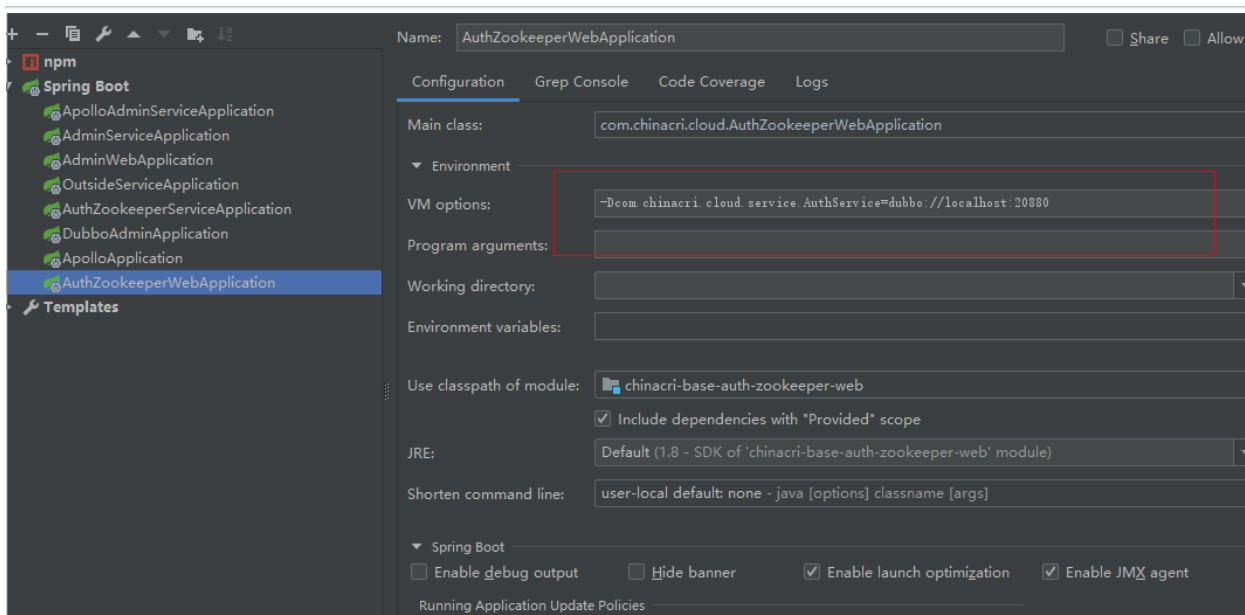 Name: AuthZookeeperWebApplication Share Allow
npm
Spring Boot
ApolloAdminServiceApplication
AdminServiceApplication
AdminWebApplication
OutsideServiceApplication
AuthZookeeperServiceApplication
DubboAdminApplication
ApolloApplication
AuthZookeeperWebApplication
Templates
Configuration Grep Console Code Coverage Logs
Main class: com.chinacri.cloud.AuthZookeeperWebApplication
Environment
VM options: -Dcom.chinacri.cloud.service.AuthService=dubbo://localhost:20880
Program arguments:
Working directory:
Environment variables:
Use classpath of module: chinacri-base-auth-zookeeper-web
Include dependencies with "Provided" scope
JRE: Default (1.8 - SDK of 'chinacri-base-auth-zookeeper-web' module)
Shorten command line: user-local default: none - java [options] classname [args]
Spring Boot
Enable debug output Hide banner Enable launch optimization Enable JMX agent
Running Application Update Policies